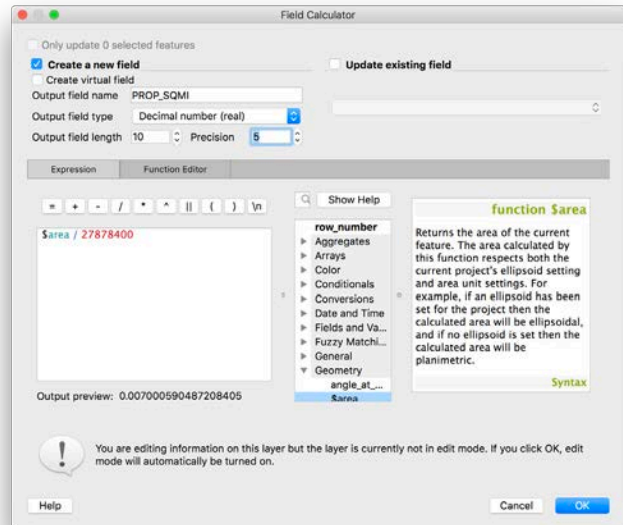 Field Calculator
Only update 0 selected features
Create a new field
Update existing field
Create virtual field
Output field name PROP_SQMI
Output field type Decimal number (real)
Output field length 10 Precision 5
Expression Function Editor
= + - / * ^ || ( ) \n
Show Help
$area / 27878400
row_number
Aggregates
Arrays
Color
Conditionals
Conversions
Date and Time
Fields and Va...
Fuzzy Matchi...
General
Geometry
angle_at_...
$area
function $area
Returns the area of the current
feature. The area calculated by
this function respects both the
current project's ellipsoid setting
and area unit settings. For
example, if an ellipsoid has been
set for the project then the
calculated area will be ellipsoidal,
and if no ellipsoid is set then the
calculated area will be
planimetric.
Syntax
Output preview: 0.007000590487208405
You are editing information on this layer but the layer is currently not in edit mode. If you click OK, edit
mode will automatically be turned on.
Help Cancel OK